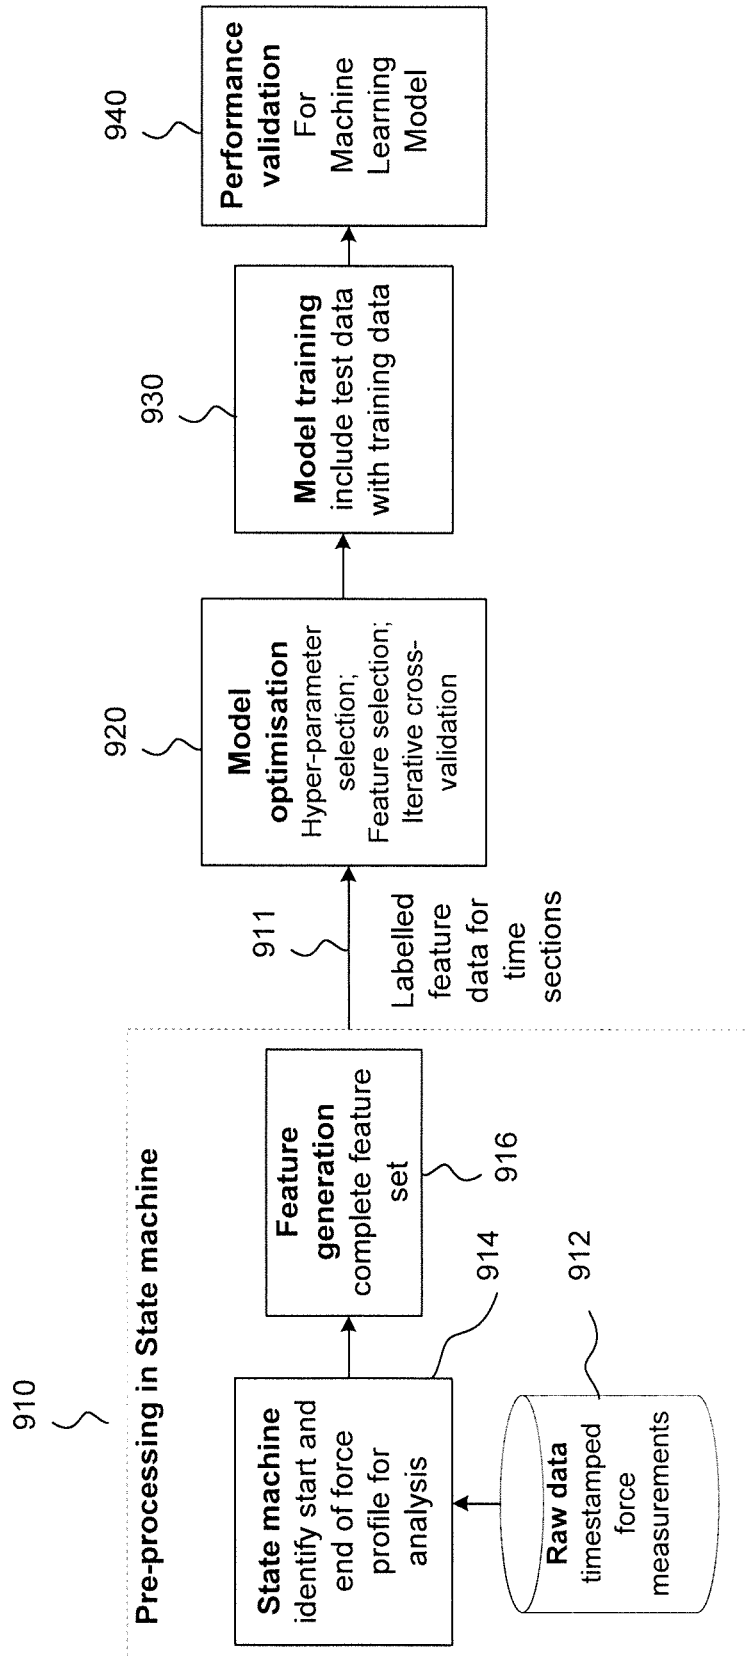 910
Pre-processing in State machine
State machine
identify start and
end of force
profile for
analysis
914
Raw data
timestamped
force
measurements
912
Feature
generation
complete feature
set
916
911
Labelled
feature
data for
time
sections
920
Model
optimisation
Hyper-parameter
selection;
Feature selection;
Iterative cross-
validation
930
Model training
include test data
with training data
940
Performance
validation
For
Machine
Learning
Model